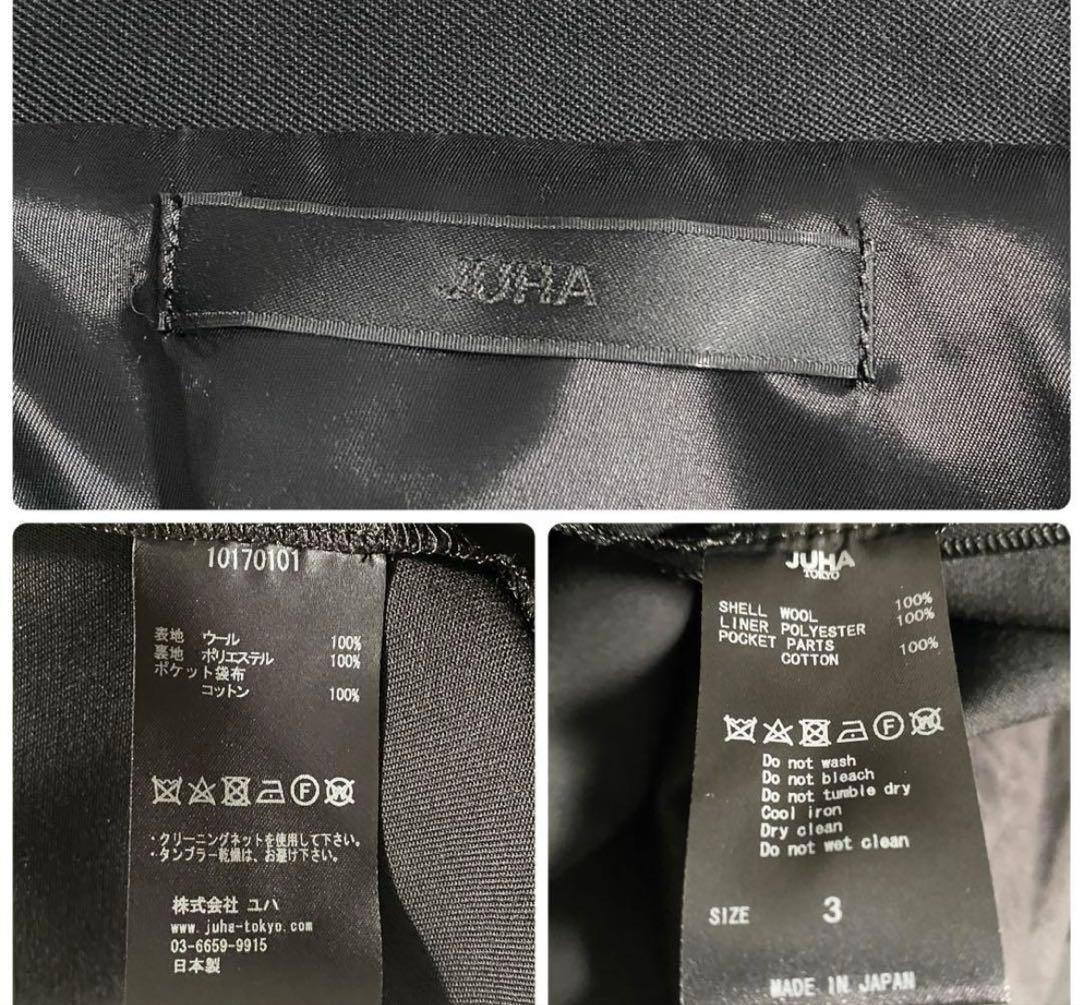 JUHA
10170101
表地 ウール 100%
裏地 ポリエステル 100%
ポケット袋布
コットン 100%
・クリーニングネットを使用して下さい。
・タンブラー乾燥は、お避け下さい。
株式会社 ユハ
www.juha-tokyo.com
03-6659-9915
日本製
JUHA
TOKYO
SHELL WOOL 100%
LINER POLYESTER 100%
POCKET PARTS
COTTON 100%
Do not wash
Do not bleach
Do not tumble dry
Cool iron
Dry clean
Do not wet clean
SIZE 3
MADE IN JAPAN